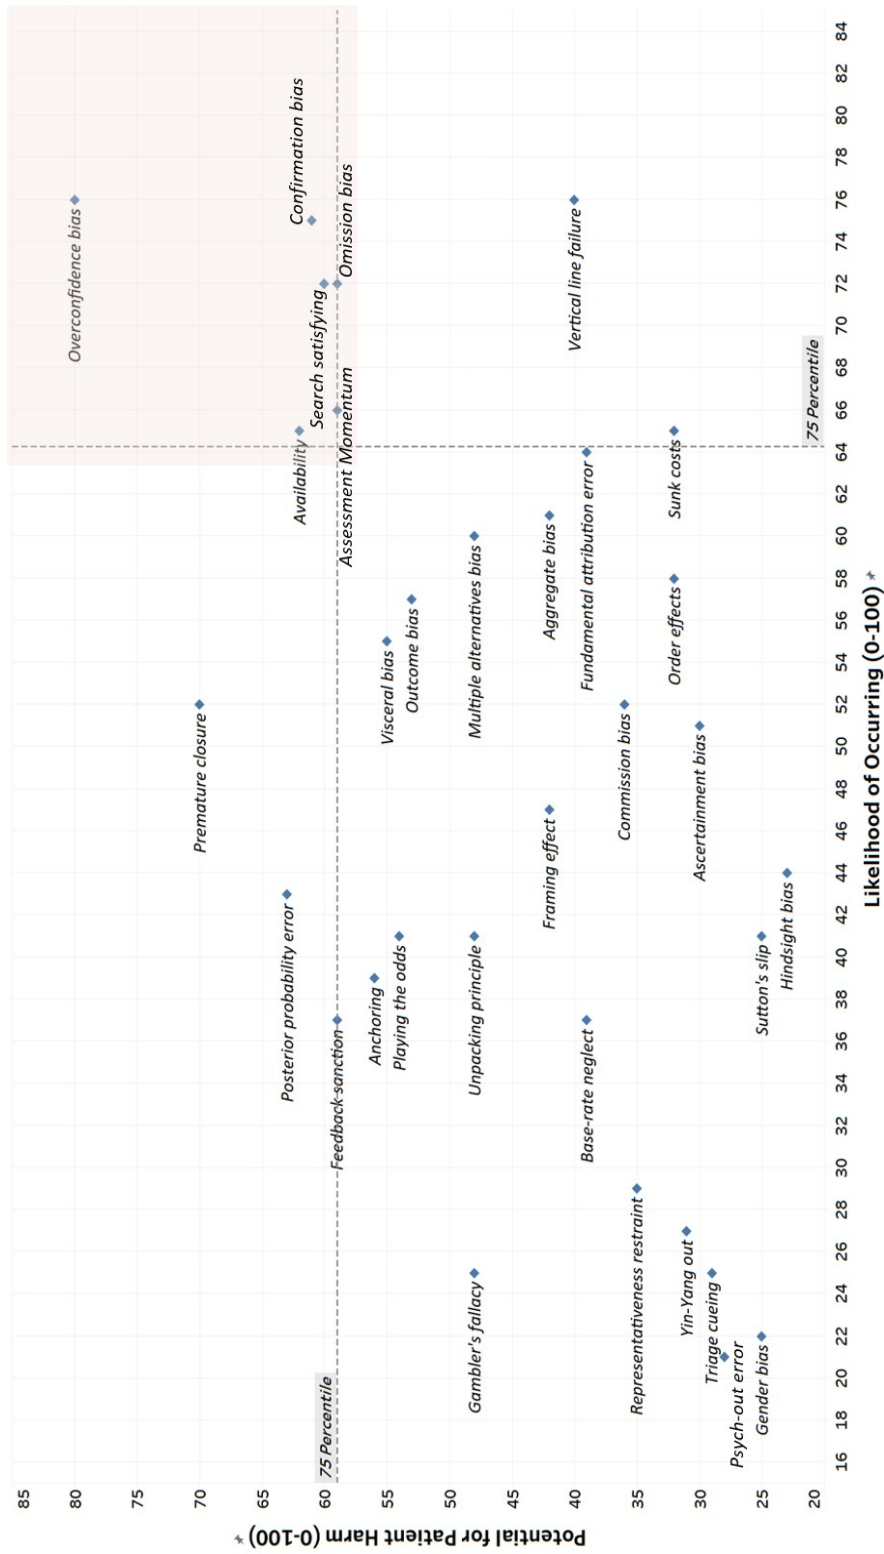 Potential for Patient Harm (0-100)
85
80
75
70
65
60
55
50
45
40
35
30
25
20
75 Percentile
Overconfidence bias
Premature closure
Posterior probability error
Availability
Confirmation bias
Search satisfying
Feedback sanction
Assessment Momentum
Omission bias
Anchoring
Visceral bias
Playing the odds
Outcome bias
Gambler's fallacy
Unpacking principle
Multiple alternatives bias
Framing effect
Aggregate bias
Vertical line failure
Base-rate neglect
Fundamental attribution error
Commission bias
Representativeness restraint
Order effects
Sunk costs
Yin-Yang out
Ascertainment bias
Triage cueing
Psych-out error
Gender bias
Sutton's slip
Hindsight bias
75 Percentile
16 18 20 22 24 26 28 30 32 34 36 38 40 42 44 46 48 50 52 54 56 58 60 62 64 66 68 70 72 74 76 78 80 82 84
Likelihood of Occurring (0-100)